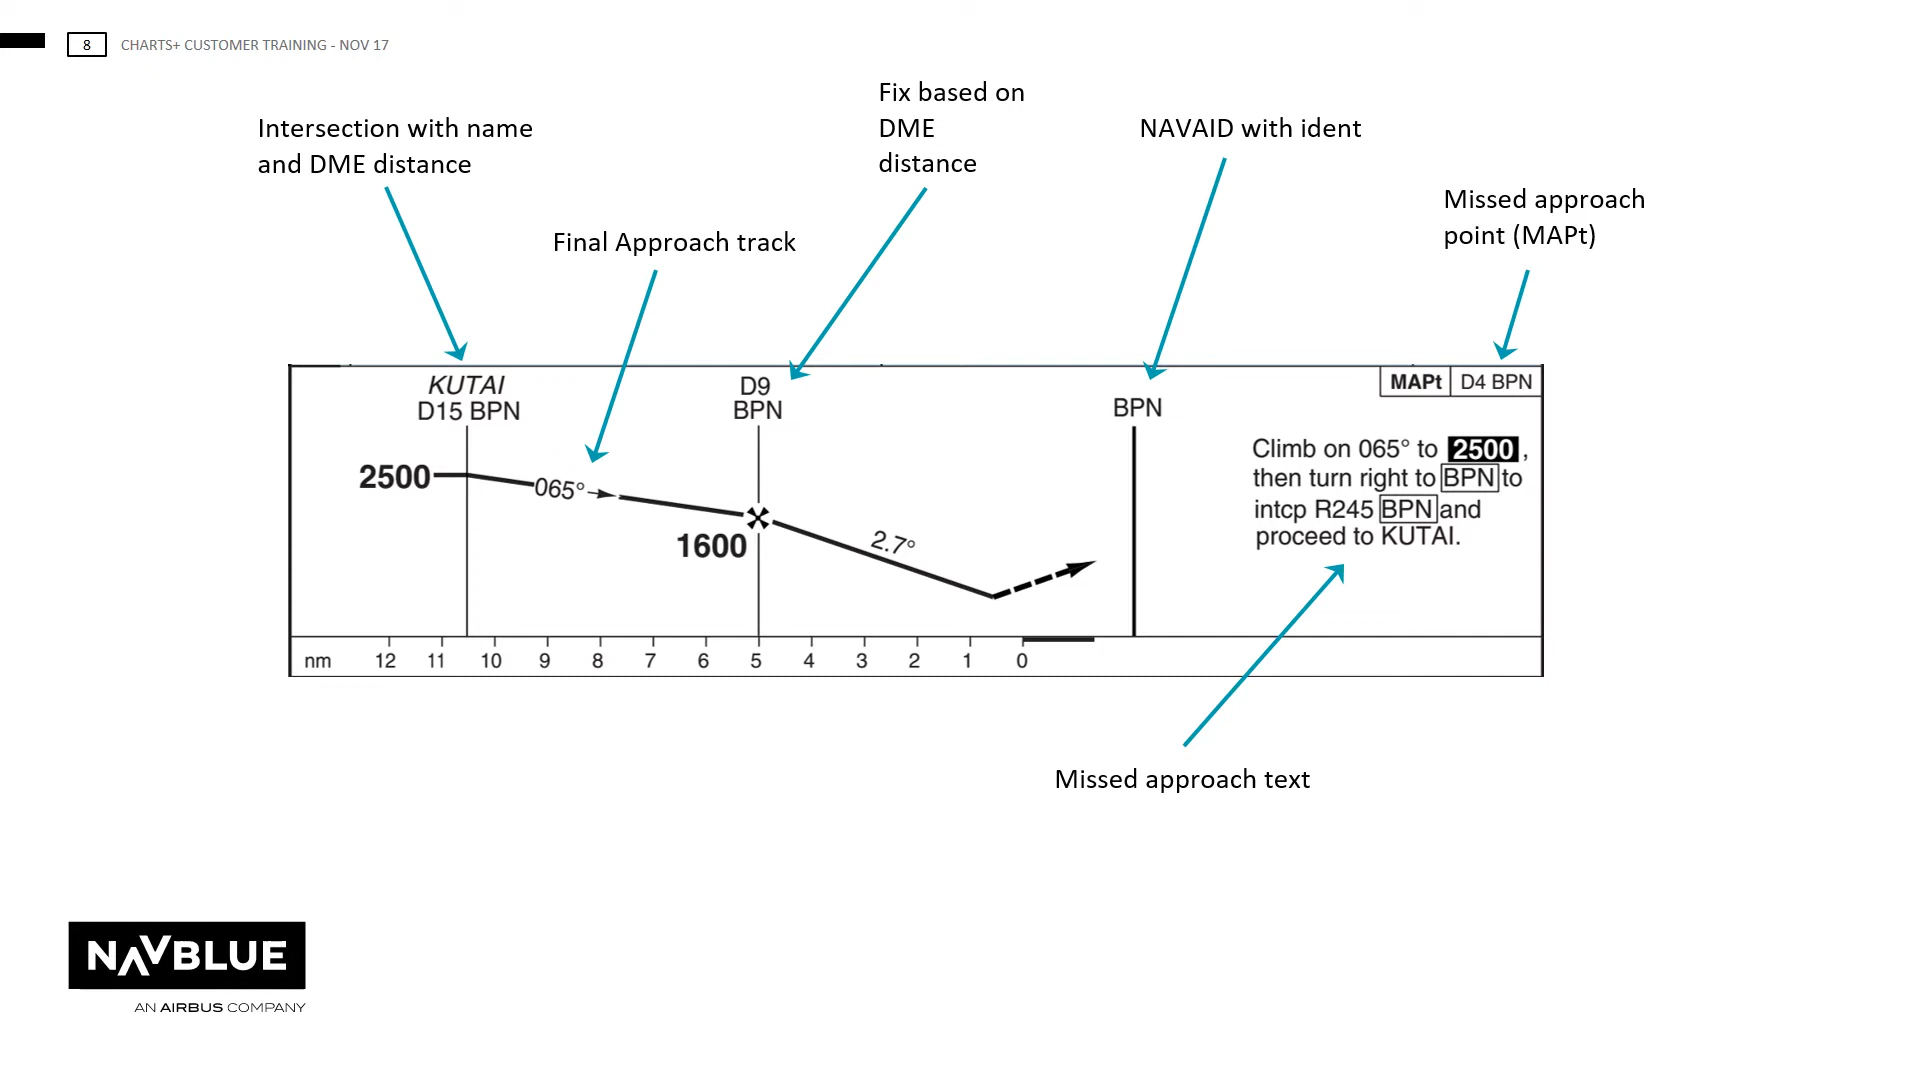 8 CHARTS+ CUSTOMER TRAINING - NOV 17
Fix based on
DME
distance
Intersection with name
and DME distance
NAVAID with ident
Missed approach
point (MAPt)
Final Approach track
KUTAI
D15 BPN
D9
BPN
BPN
MAPt D4 BPN
2500
065°
1600
2.7°
Climb on 065° to 2500,
then turn right to BPN to
intcp R245 BPN and
proceed to KUTAI.
nm 12 11 10 9 8 7 6 5 4 3 2 1 0
Missed approach text
NAVBLUE
AN AIRBUS COMPANY